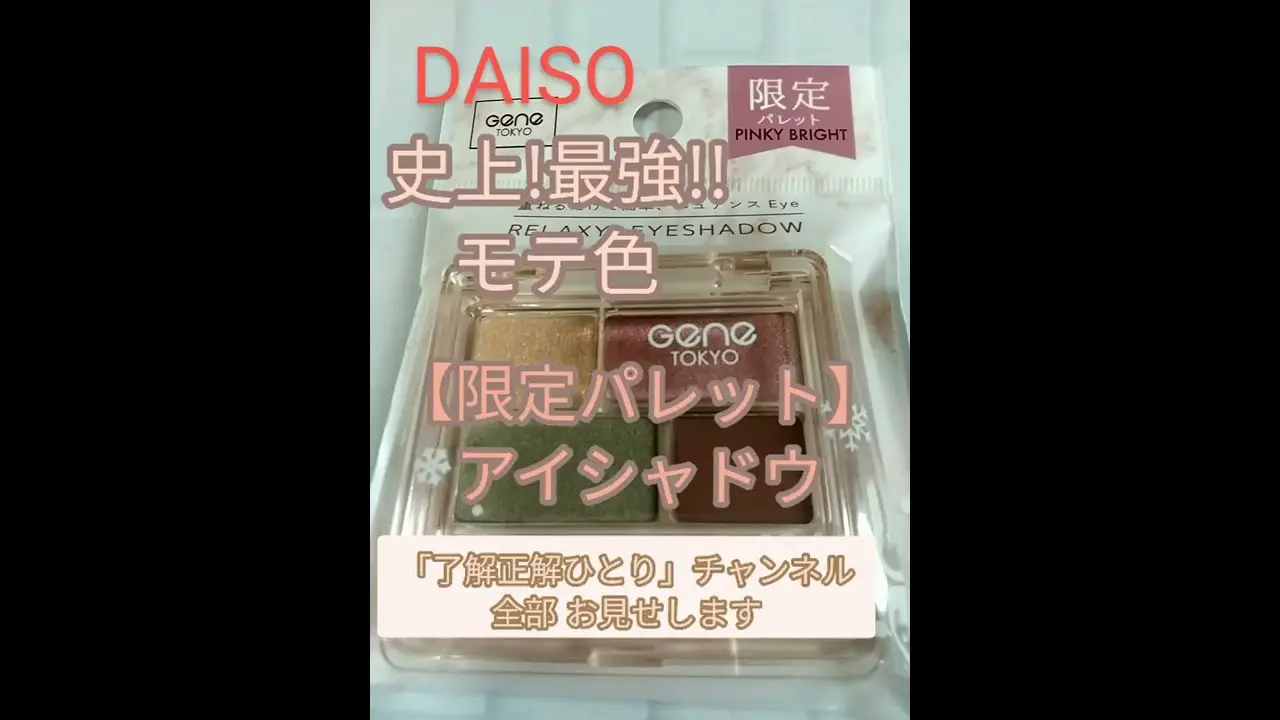 DAISO
限定
パレット
PINKY BRIGHT
Gene
TOKYO
史上!最強!!
Eye
EYESHADOW
モテ色
Gene
TOKYO
【限定パレット】
アイシャドウ
「了解正解ひとり」チャンネル
全部 お見せします